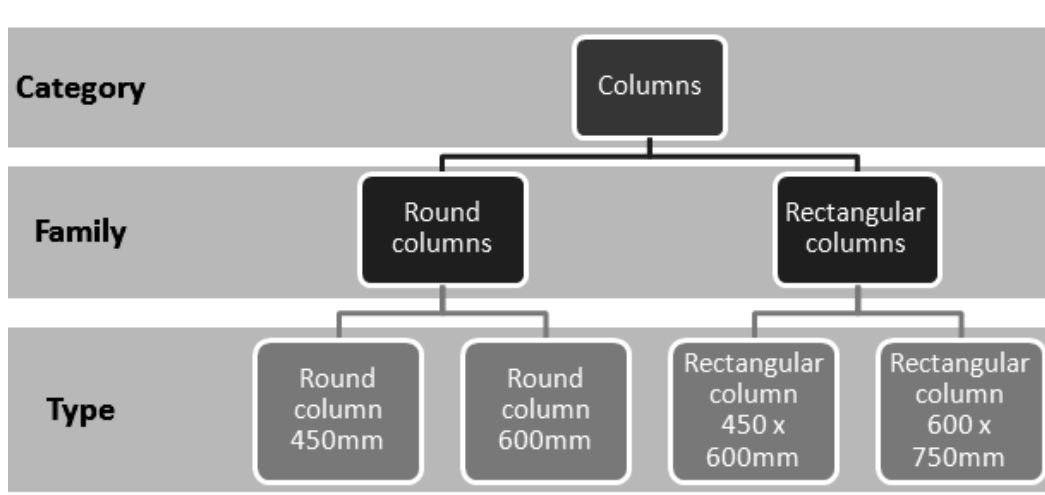 Category
Columns
Family
Round
columns
Rectangular
columns
Type
Round
column
450mm
Round
column
600mm
Rectangular
column
450 x
600mm
Rectangular
column
600 x
750mm